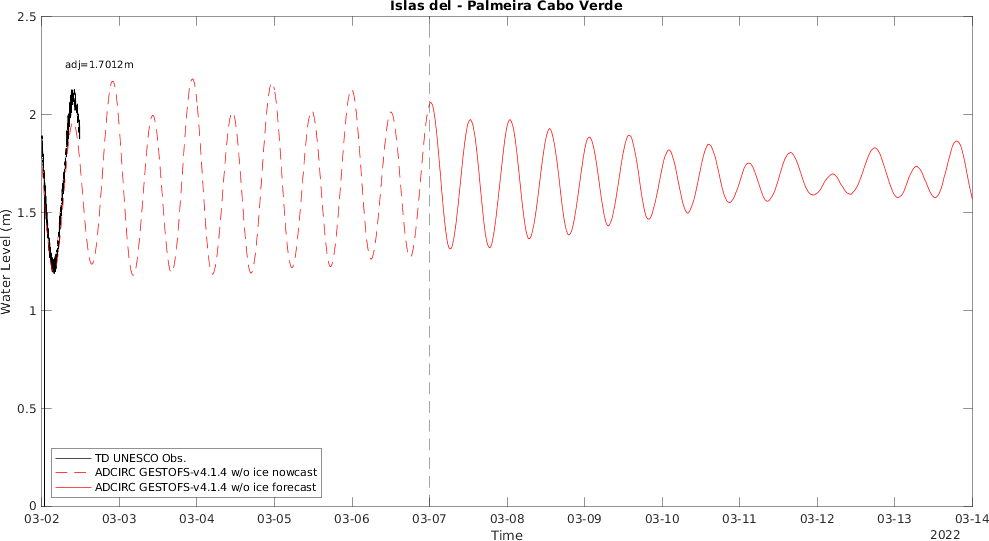 Islas del - Palmeira Cabo Verde
2.5
adj=1.7012m
2
1.5
Water Level (m)
1
0.5
TD UNESCO Obs.
ADCIRC GESTOFS-v4.1.4 w/o ice nowcast
ADCIRC GESTOFS-v4.1.4 w/o ice forecast
0
03-02 03-03 03-04 03-05 03-06 03-07 03-08 03-09 03-10 03-11 03-12 03-13 03-14
Time
2022